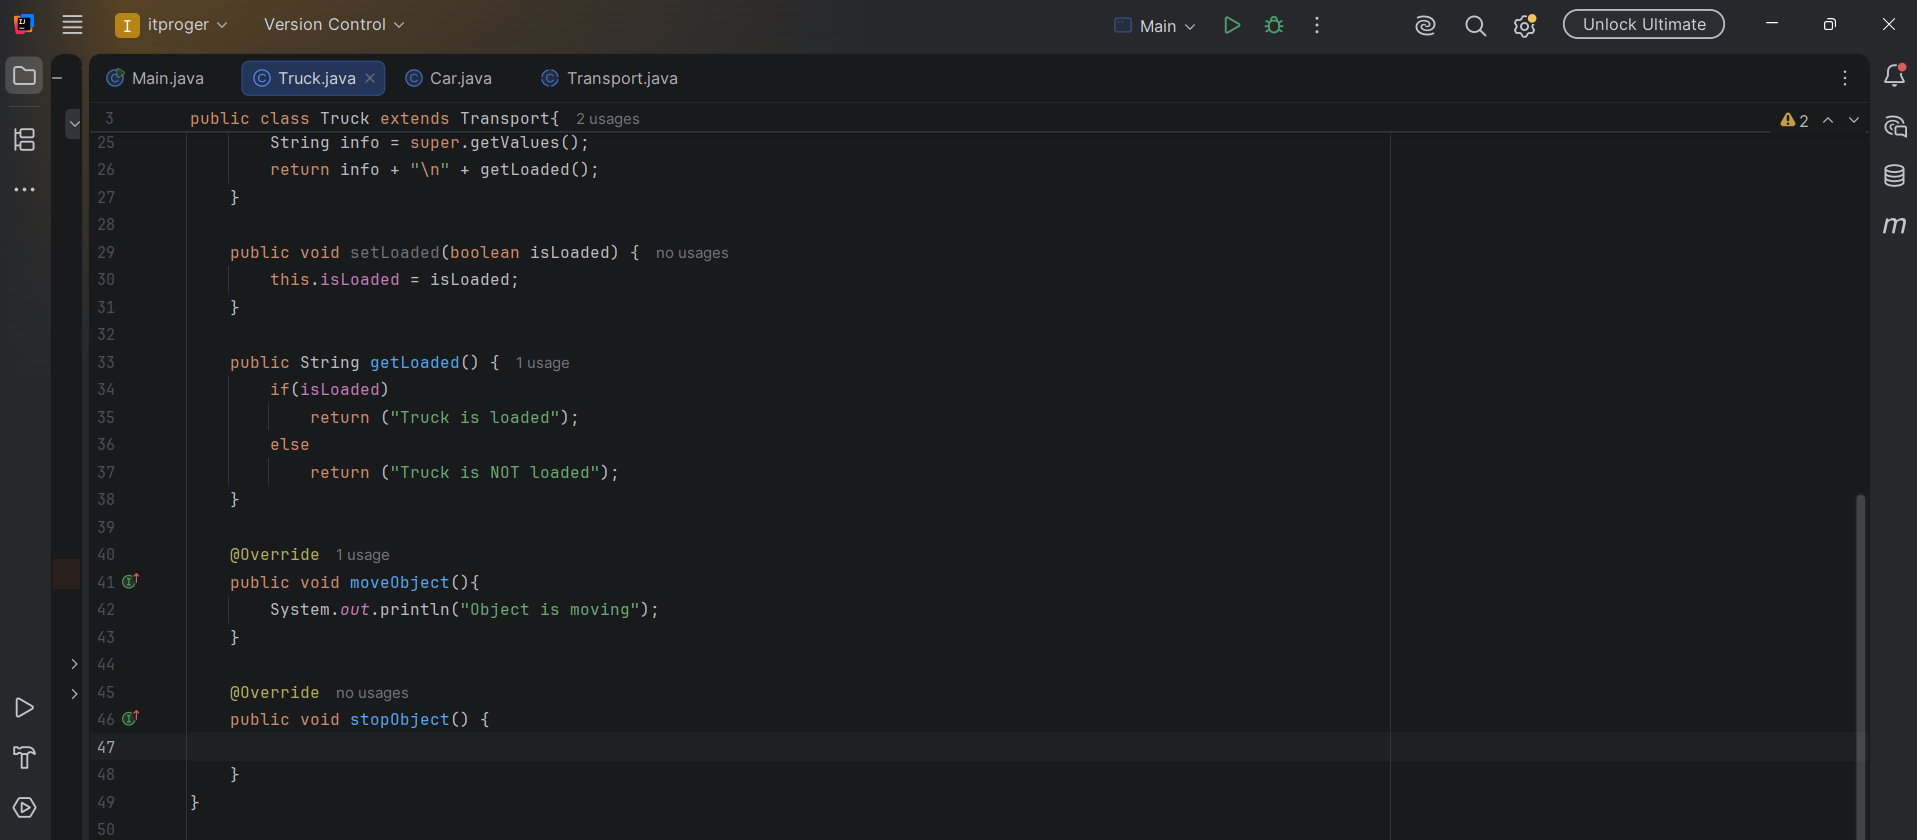 I itproger Version Control Main Unlock Ultimate
Main.java Truck.java Car.java Transport.java
3 public class Truck extends Transport{ 2 usages 2
25 String info = super.getValues();
26 return info + "\n" + getLoaded();
27 }
28
29 public void setLoaded(boolean isLoaded) { no usages
30 this.isLoaded = isLoaded;
31 }
32
33 public String getLoaded() { 1 usage
34 if(isLoaded)
35 return ("Truck is loaded");
36 else
37 return ("Truck is NOT loaded");
38 }
39
40 @Override 1 usage
41 public void moveObject(){
42 System.out.println("Object is moving");
43 }
44
45 @Override no usages
46 public void stopObject() {
47
48 }
49 }
50